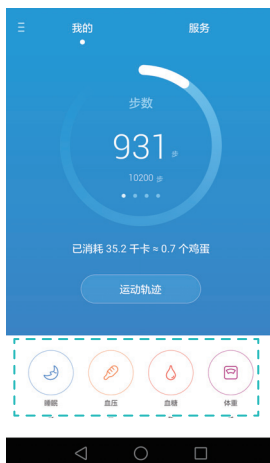 我的 服务
步数
931 步
10200 步
已消耗 35.2 千卡 ≈ 0.7 个鸡蛋
运动轨迹
睡眠 血压 血糖 体重